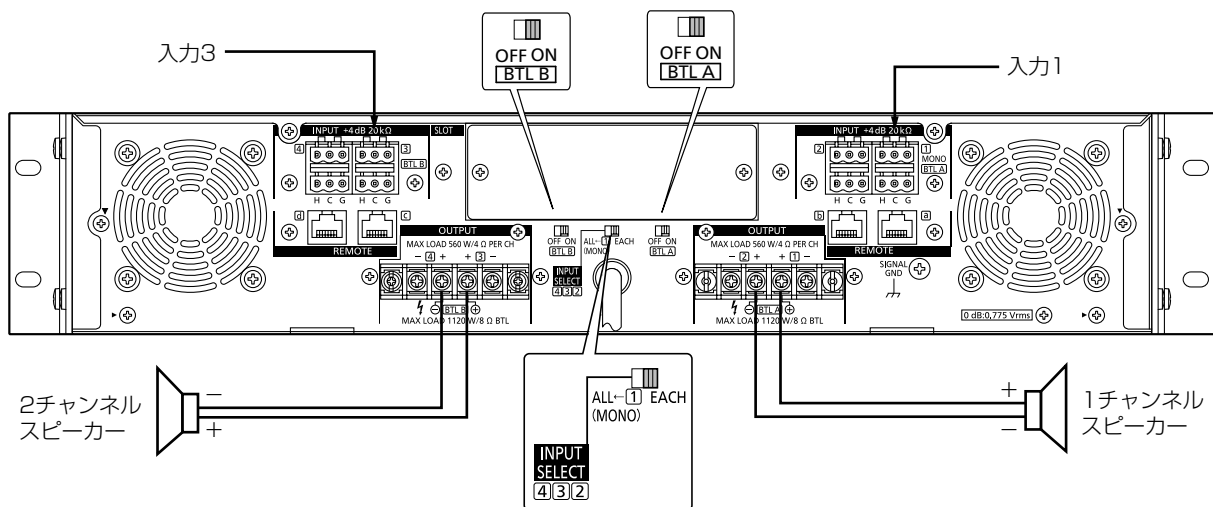 OFF ON
BTL B
OFF ON
BTL A
入力3
入力1
INPUT +4 dB 20 kΩ
SLOT
4
3
BTL B
H C G H C G
d
c
REMOTE
INPUT +4 dB 20 kΩ
2
1
MONO
BTL A
H C G H C G
b
a
REMOTE
OUTPUT
MAX LOAD 560 W/4 Ω PER CH
− 4 + + 3 −
⊖ BTL B ⊕
MAX LOAD 1120 W/8 Ω BTL
OFF ON
BTL B
ALL←1 EACH
(MONO)
INPUT
SELECT
4 3 2
OFF ON
BTL A
OUTPUT
MAX LOAD 560 W/4 Ω PER CH
− 2 + + 1 −
⊖ BTL A ⊕
MAX LOAD 1120 W/8 Ω BTL
SIGNAL
GND
0 dB:0,775 Vrms
2チャンネル
スピーカー
−
+
ALL←1 EACH
(MONO)
INPUT
SELECT
4 3 2
+
−
1チャンネル
スピーカー